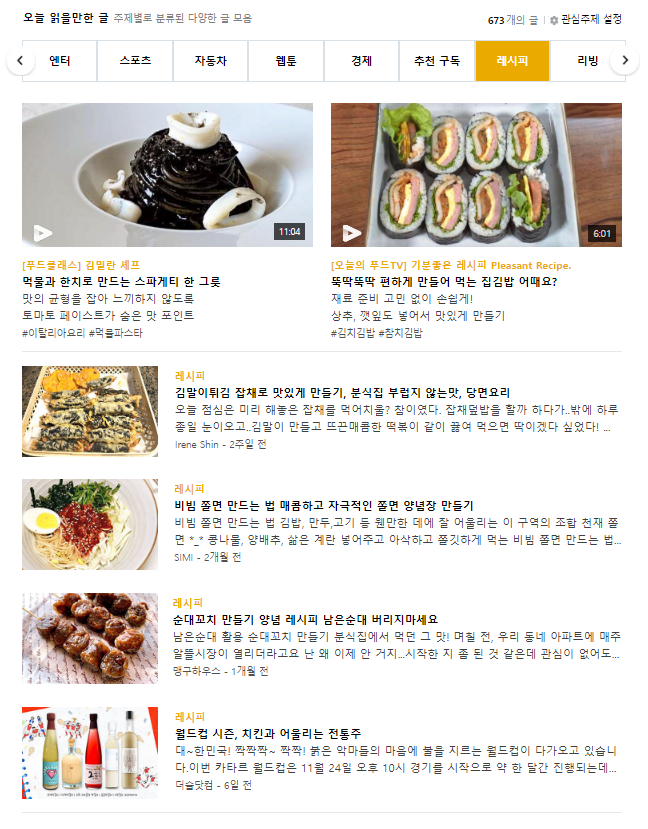 오늘 읽을만한 글 주제별로 분류된 다양한 글 모음
673 개의 글 관심주제 설정
엔터 스포츠 자동차 웹툰 경제 추천 구독 레시피 리빙
11:04
6:01
[푸드클래스] 김밀란 셰프
먹물과 한치로 만드는 스파게티 한 그릇
맛의 균형을 잡아 느끼하지 않도록
토마토 페이스트가 숨은 맛 포인트
#이탈리아요리 #먹물파스타
[오늘의 푸드TV] 기분좋은 레시피 Pleasant Recipe.
뚝딱뚝딱 편하게 만들어 먹는 집김밥 어때요?
재료 준비 고민 없이 손쉽게!
상추, 깻잎도 넣어서 맛있게 만들기
#김치김밥 #참치김밥
레시피
김말이튀김 잡채로 맛있게 만들기, 분식집 부럽지 않는맛, 당면요리
오늘 점심은 미리 해놓은 잡채를 먹어치울? 참이였다. 잡채덮밥을 할까 하다가..밖에 하루
종일 눈이오고..김말이 만들고 뜨끈매콤한 떡볶이 같이 끓여 먹으면 딱이겠다 싶었다! ...
Irene Shin - 2주일 전
레시피
비빔 쫄면 만드는 법 매콤하고 자극적인 쫄면 양념장 만들기
비빔 쫄면 만드는 법 김밥, 만두,고기 등 웬만한 데에 잘 어울리는 이 구역의 조합 천재 쫄
면 *_* 콩나물, 양배추, 삶은 계란 넣어주고 아삭하고 쫄깃하게 먹는 비빔 쫄면 만드는 법...
SIMI - 2개월 전
레시피
순대꼬치 만들기 양념 레시피 남은순대 버리지마세요
남은순대 활용 순대꼬치 만들기 분식집에서 먹던 그 맛! 며칠 전, 우리 동네 아파트에 매주
알뜰시장이 열리더라고요 난 왜 이제 안 거지...시작한 지 좀 된 것 같은데 관심이 없어도...
맹구하우스 - 1개월 전
레시피
월드컵 시즌, 치킨과 어울리는 전통주
대~한민국! 짝짝짝~ 짝짝! 붉은 악마들의 마음에 불을 지르는 월드컵이 다가오고 있습니
다.이번 카타르 월드컵은 11월 24일 오후 10시 경기를 시작으로 약 한 달간 진행되는데...
더술닷컴 - 6일 전